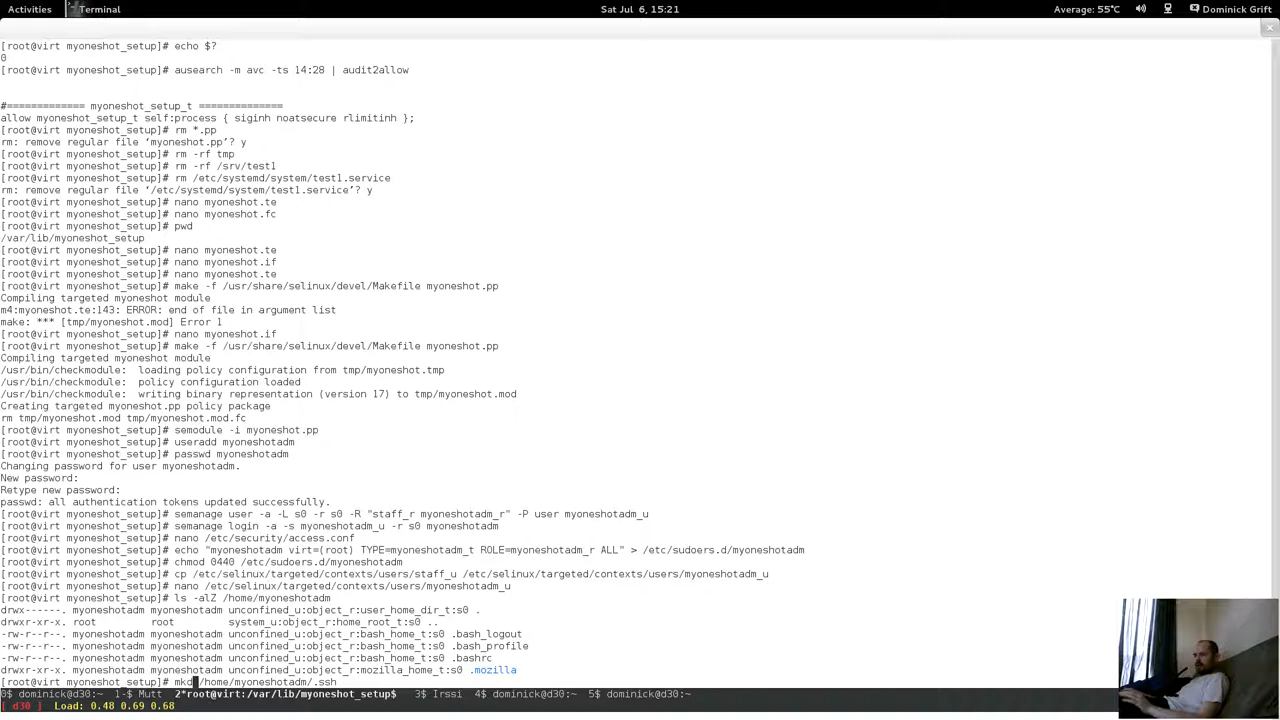 Activities Terminal Sat Jul 6, 15:21 Average: 55°C Dominick Grift
[root@virt myoneshot_setup]# echo $?
0
[root@virt myoneshot_setup]# ausearch -m avc -ts 14:28 | audit2allow
#============= myoneshot_setup_t ==============
allow myoneshot_setup_t self:process { siginh noatsecure rlimitinh };
[root@virt myoneshot_setup]# rm *.pp
rm: remove regular file ‘myoneshot.pp’? y
[root@virt myoneshot_setup]# rm -rf tmp
[root@virt myoneshot_setup]# rm -rf /srv/test1
[root@virt myoneshot_setup]# rm /etc/systemd/system/test1.service
rm: remove regular file ‘/etc/systemd/system/test1.service’? y
[root@virt myoneshot_setup]# nano myoneshot.te
[root@virt myoneshot_setup]# nano myoneshot.fc
[root@virt myoneshot_setup]# pwd
/var/lib/myoneshot_setup
[root@virt myoneshot_setup]# nano myoneshot.te
[root@virt myoneshot_setup]# nano myoneshot.if
[root@virt myoneshot_setup]# nano myoneshot.te
[root@virt myoneshot_setup]# make -f /usr/share/selinux/devel/Makefile myoneshot.pp
Compiling targeted myoneshot module
m4:myoneshot.te:143: ERROR: end of file in argument list
make: *** [tmp/myoneshot.mod] Error 1
[root@virt myoneshot_setup]# nano myoneshot.if
[root@virt myoneshot_setup]# make -f /usr/share/selinux/devel/Makefile myoneshot.pp
Compiling targeted myoneshot module
/usr/bin/checkmodule:  loading policy configuration from tmp/myoneshot.tmp
/usr/bin/checkmodule:  policy configuration loaded
/usr/bin/checkmodule:  writing binary representation (version 17) to tmp/myoneshot.mod
Creating targeted myoneshot.pp policy package
rm tmp/myoneshot.mod tmp/myoneshot.mod.fc
[root@virt myoneshot_setup]# semodule -i myoneshot.pp
[root@virt myoneshot_setup]# useradd myoneshotadm
[root@virt myoneshot_setup]# passwd myoneshotadm
Changing password for user myoneshotadm.
New password:
Retype new password:
passwd: all authentication tokens updated successfully.
[root@virt myoneshot_setup]# semanage user -a -L s0 -r s0 -R "staff_r myoneshotadm_r" -P user myoneshotadm_u
[root@virt myoneshot_setup]# semanage login -a -s myoneshotadm_u -r s0 myoneshotadm
[root@virt myoneshot_setup]# nano /etc/security/access.conf
[root@virt myoneshot_setup]# echo "myoneshotadm virt=(root) TYPE=myoneshotadm_t ROLE=myoneshotadm_r ALL" > /etc/sudoers.d/myoneshotadm
[root@virt myoneshot_setup]# chmod 0440 /etc/sudoers.d/myoneshotadm
[root@virt myoneshot_setup]# cp /etc/selinux/targeted/contexts/users/staff_u /etc/selinux/targeted/contexts/users/myoneshotadm_u
[root@virt myoneshot_setup]# nano /etc/selinux/targeted/contexts/users/myoneshotadm_u
[root@virt myoneshot_setup]# ls -alZ /home/myoneshotadm
drwx------. myoneshotadm myoneshotadm unconfined_u:object_r:user_home_dir_t:s0 .
drwxr-xr-x. root         root         system_u:object_r:home_root_t:s0 ..
-rw-r--r--. myoneshotadm myoneshotadm unconfined_u:object_r:bash_home_t:s0 .bash_logout
-rw-r--r--. myoneshotadm myoneshotadm unconfined_u:object_r:bash_home_t:s0 .bash_profile
-rw-r--r--. myoneshotadm myoneshotadm unconfined_u:object_r:bash_home_t:s0 .bashrc
drwxr-xr-x. myoneshotadm myoneshotadm unconfined_u:object_r:mozilla_home_t:s0 .mozilla
[root@virt myoneshot_setup]# mkd /home/myoneshotadm/.ssh
0$ dominick@d30:~  1-$ Mutt  2*root@virt:/var/lib/myoneshot_setup$  3$ Irssi  4$ dominick@d30:~  5$ dominick@d30:~
[ d30 ]  Load: 0.48 0.69 0.68